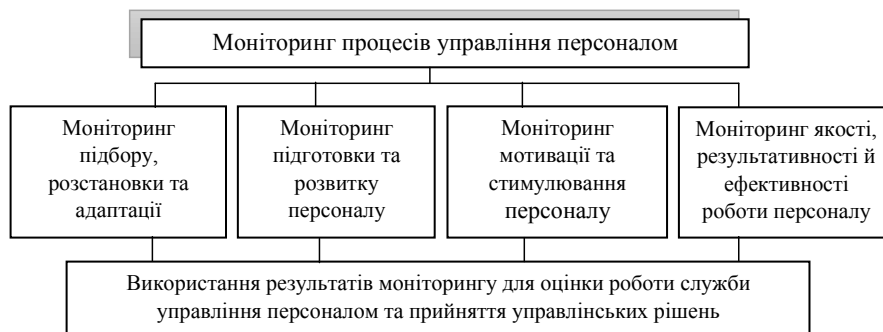 Моніторинг процесів управління персоналом
Моніторинг
підбору,
розстановки та
адаптації
Моніторинг
підготовки та
розвитку
персоналу
Моніторинг
мотивації та
стимулювання
персоналу
Моніторинг якості,
результативності й
ефективності
роботи персоналу
Використання результатів моніторингу для оцінки роботи служби
управління персоналом та прийняття управлінських рішень